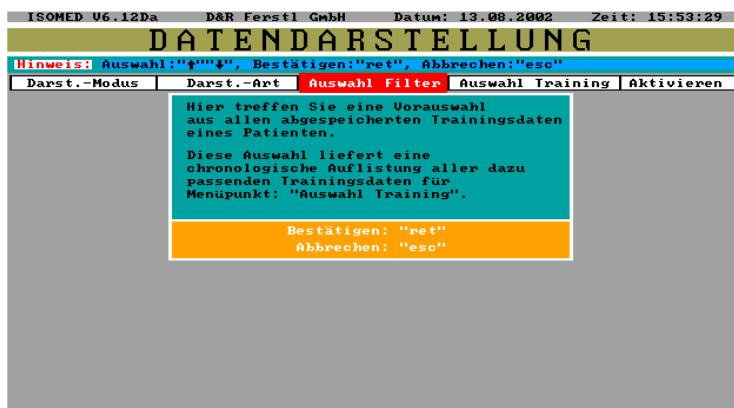 ISOMED V6.12Da D&R Ferstl GmbH Datum: 13.08.2002 Zeit: 15:53:29
DATENDARSTELLUNG
Hinweis: Auswahl:"↑""↓", Bestätigen:"ret", Abbrechen:"esc"
Darst.-Modus Darst.-Art Auswahl Filter Auswahl Training Aktivieren
Hier treffen Sie eine Vorauswahl
aus allen abgespeicherten Trainingsdaten
eines Patienten.
Diese Auswahl liefert eine
chronologische Auflistung aller dazu
passenden Trainingsdaten für
Menüpunkt: "Auswahl Training".
Bestätigen: "ret"
Abbrechen: "esc"